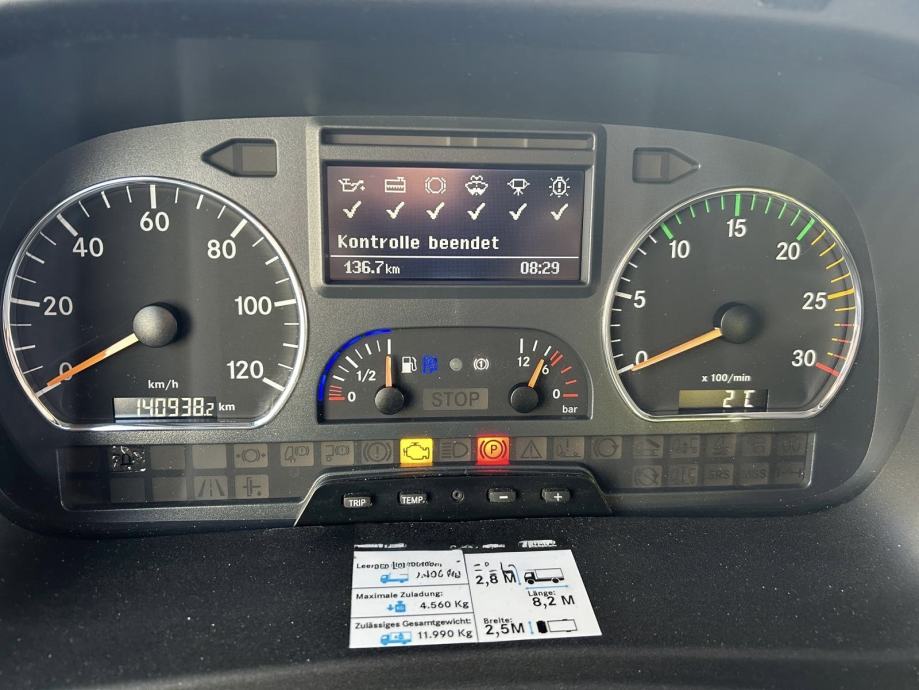 60
40 80
20 100
0 120
km/h
140938.2 km
Kontrolle beendet
136.7km 08:29
1/2
0
12
6
0
bar
STOP
15
10 20
5 25
0 30
x 100/min
2 C
P
TRIP TEMP. - +
Maximale Zuladung:
4.560 Kg
Zulässiges Gesamtgewicht:
11.990 Kg
2,8 M
Länge:
8,2 M
Breite:
2,5M